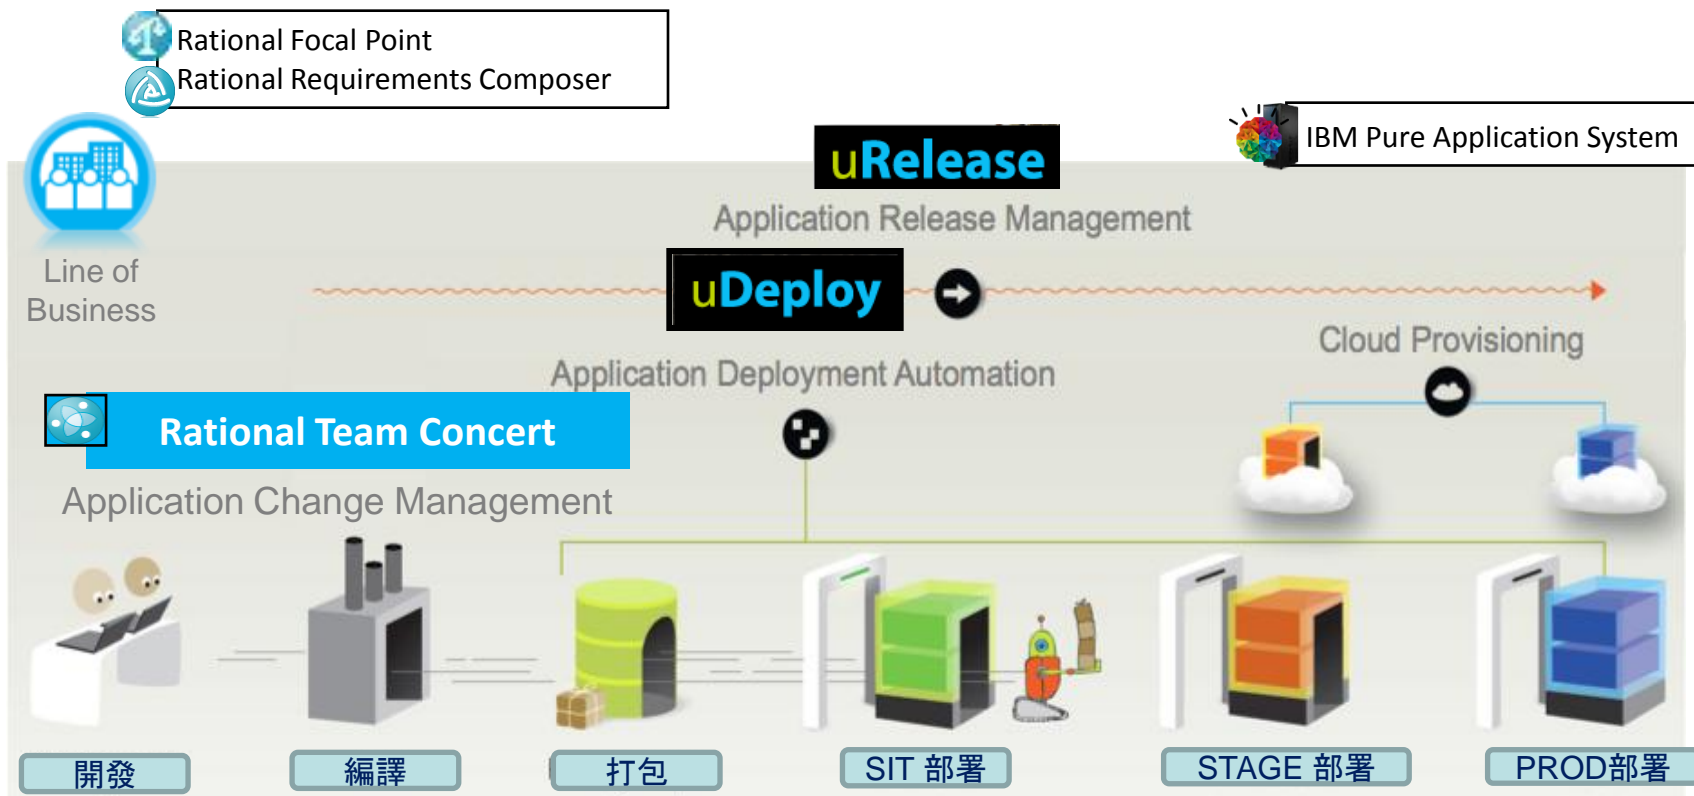 Rational Focal Point
Rational Requirements Composer
IBM Pure Application System
uRelease
Application Release Management
Line of
Business
uDeploy
Cloud Provisioning
Application Deployment Automation
Rational Team Concert
Application Change Management
開發
編譯
打包
SIT 部署
STAGE 部署
PROD部署